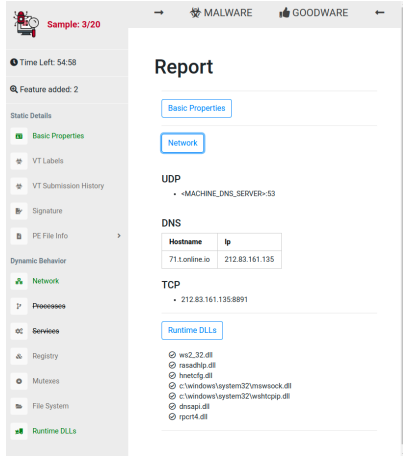 Sample: 3/20
Time Left: 54:58
Feature added: 2
Static Details
Basic Properties
VT Labels
VT Submission History
Signature
PE File Info
Dynamic Behavior
Network
Processes
Services
Registry
Mutexes
File System
Runtime DLLs
MALWARE GOODWARE
Report
Basic Properties
Network
UDP
<MACHINE_DNS_SERVER>:53
DNS
Hostname Ip
71.t.online.io 212.83.161.135
TCP
212.83.161.135:8891
Runtime DLLs
ws2_32.dll
rasadhlp.dll
hnetcfg.dll
c:\windows\system32\mswsock.dll
c:\windows\system32\wshtcpip.dll
dnsapi.dll
rpcrt4.dll